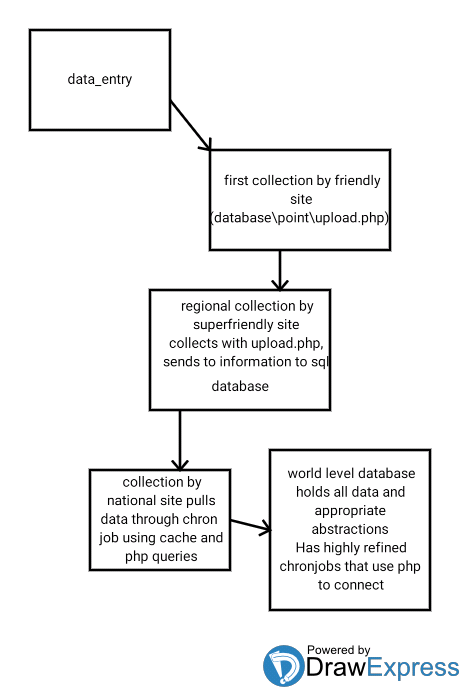 data_entry
first collection by friendly
site
(database\point\upload.php)
regional collection by
superfriendly site
collects with upload.php,
sends to information to sql
database
collection by
national site pulls
data through chron
job using cache and
php queries
world level database
holds all data and
appropriate
abstractions
Has highly refined
chronjobs that use php
to connect
Powered by
DrawExpress